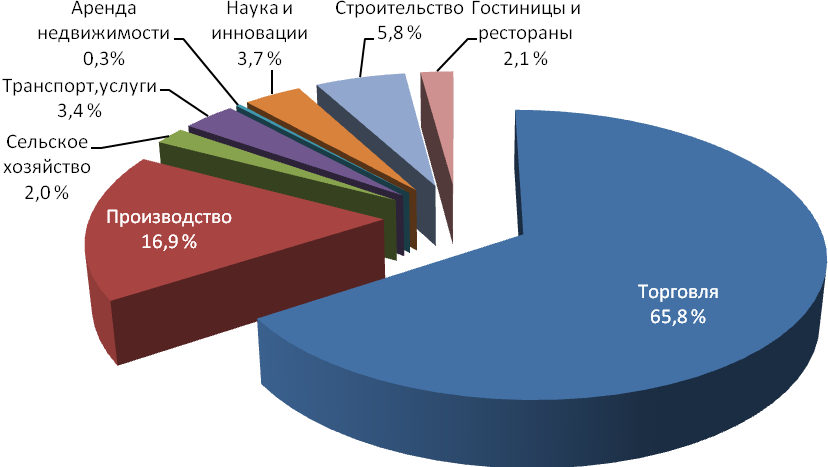 Аренда
недвижимости
0,3%
Наука и
инновации
3,7 %
Строительство
5,8 %
Гостиницы и
рестораны
2,1 %
Транспорт,услуги
3,4 %
Сельское
хозяйство
2,0 %
Производство
16,9 %
Торговля
65,8 %